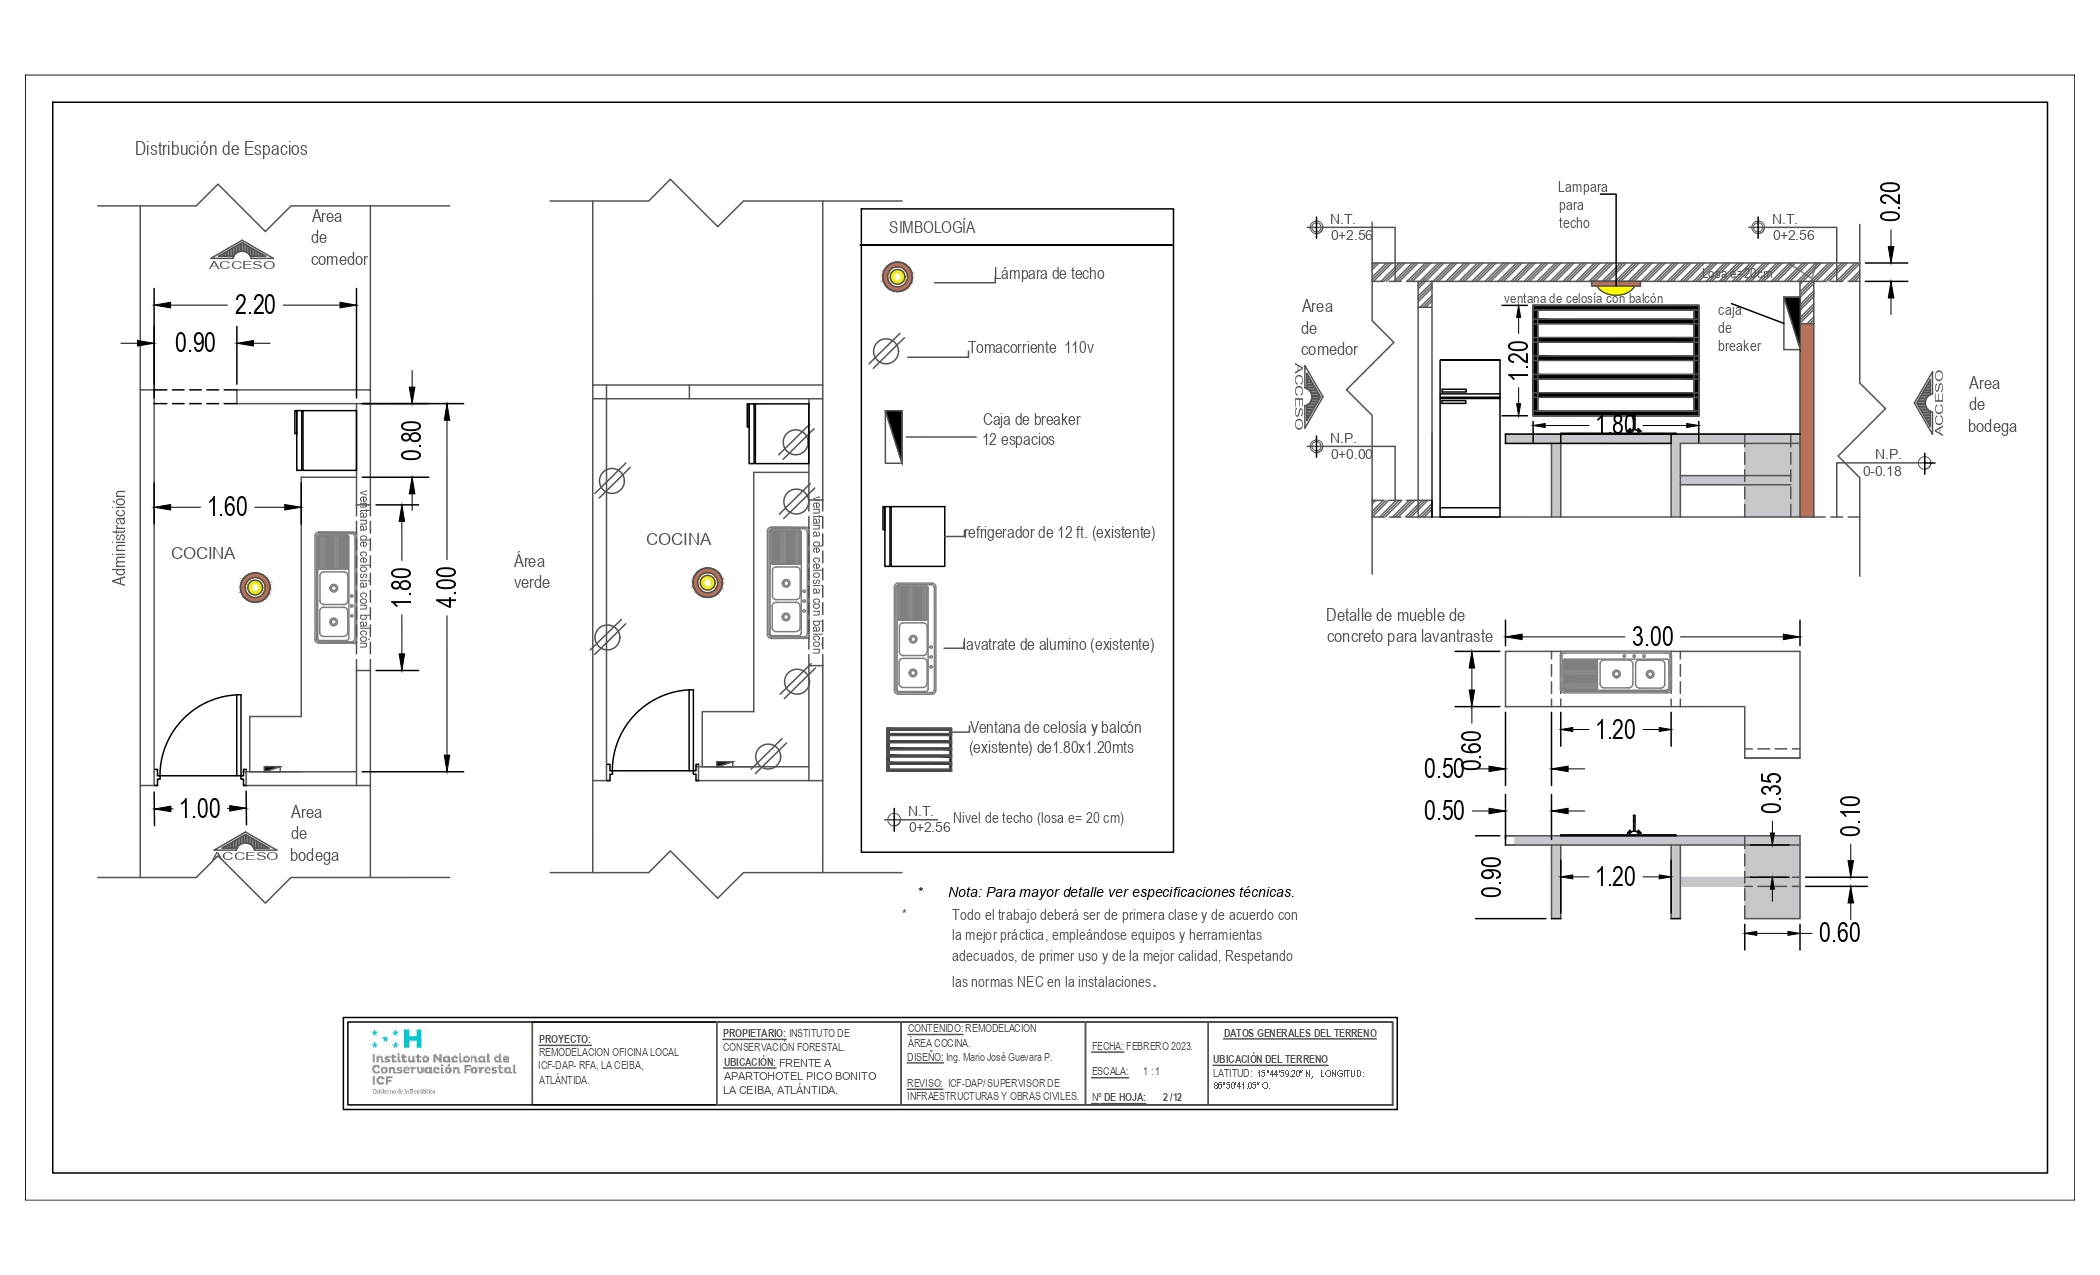 Distribución de Espacios
Area
de
comedor
ACCESO
2.20
0.90
0.80
1.60
Administración
COCINA
ventana de celosía con balcón
1.80
4.00
1.00
Area
de
bodega
ACCESO
Área
verde
COCINA
ventana de celosía con balcón
SIMBOLOGÍA
Lámpara de techo
Tomacorriente 110v
Caja de breaker
12 espacios
refrigerador de 12 ft. (existente)
lavatrate de alumino (existente)
Ventana de celosía y balcón
(existente) de1.80x1.20mts
N.T.
0+2.56
Nivel de techo (losa e= 20 cm)
* Nota: Para mayor detalle ver especificaciones técnicas.
* Todo el trabajo deberá ser de primera clase y de acuerdo con
la mejor práctica, empleándose equipos y herramientas
adecuados, de primer uso y de la mejor calidad, Respetando
las normas NEC en la instalaciones.
Lampara
para
techo
N.T.
0+2.56
N.T.
0+2.56
0.20
Losa e=20cm
ventana de celosía con balcón
caja
de
breaker
Area
de
comedor
ACCESO
1.20
1.80
N.P.
0+0.00
N.P.
0-0.18
ACCESO
Area
de
bodega
Detalle de mueble de
concreto para lavantraste
3.00
0.60
1.20
0.50
0.50
0.35
0.10
0.90
1.20
0.60
Instituto Nacional de
Conservación Forestal
ICF
Gobierno de la República
PROYECTO:
REMODELACION OFICINA LOCAL
ICF-DAP- RFA, LA CEIBA,
ATLÁNTIDA.
PROPIETARIO: INSTITUTO DE
CONSERVACIÓN FORESTAL.
UBICACIÓN: FRENTE A
APARTOHOTEL PICO BONITO
LA CEIBA, ATLÁNTIDA.
CONTENIDO: REMODELACION
ÁREA COCINA.
DISEÑO: Ing. Mario José Guevara P.
REVISO: ICF-DAP/ SUPERVISOR DE
INFRAESTRUCTURAS Y OBRAS CIVILES.
FECHA: FEBRERO 2023.
ESCALA: 1 : 1
Nº DE HOJA: 2 /12
DATOS GENERALES DEL TERRENO
UBICACIÓN DEL TERRENO
LATITUD: N, LONGITUD:
O.